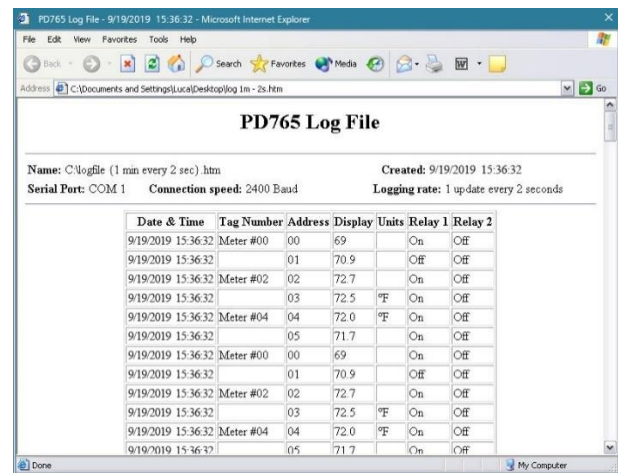 PD765 Log File - 9/19/2019 15:36:32 - Microsoft Internet Explorer
File Edit View Favorites Tools Help
Back Search Favorites Media
Address C:\Documents and Settings\Luca\Desktop\log 1m - 2s.htm Go
PD765 Log File
Name: C:\logfile (1 min every 2 sec).htm Created: 9/19/2019 15:36:32
Serial Port: COM 1 Connection speed: 2400 Baud Logging rate: 1 update every 2 seconds
Date & Time Tag Number Address Display Units Relay 1 Relay 2
9/19/2019 15:36:32 Meter #00 00 69 On Off
9/19/2019 15:36:32 01 70.9 Off Off
9/19/2019 15:36:32 Meter #02 02 72.7 On Off
9/19/2019 15:36:32 03 72.5 °F On Off
9/19/2019 15:36:32 Meter #04 04 72.0 °F On Off
9/19/2019 15:36:32 05 71.7 On Off
9/19/2019 15:36:32 Meter #00 00 69 On Off
9/19/2019 15:36:32 01 70.9 Off Off
9/19/2019 15:36:32 Meter #02 02 72.7 On Off
9/19/2019 15:36:32 03 72.5 °F On Off
9/19/2019 15:36:32 Meter #04 04 72.0 °F On Off
9/19/2019 15:36:32 05 71.7 On Off
Done My Computer